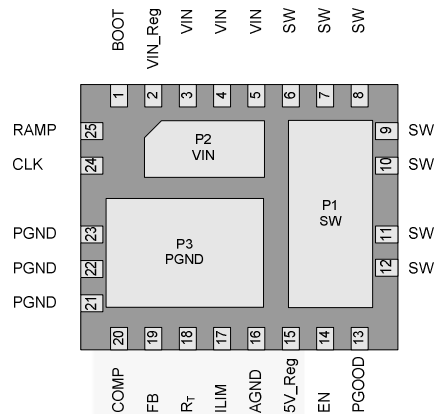 BOOT
VIN_Reg
VIN
VIN
VIN
SW
SW
SW
1
2
3
4
5
6
7
8
RAMP
25
CLK
24
PGND
23
PGND
22
PGND
21
P2
VIN
P1
SW
P3
PGND
9
SW
10
SW
11
SW
12
SW
20
19
18
17
16
15
14
13
COMP
FB
RT
ILIM
AGND
5V_Reg
EN
PGOOD